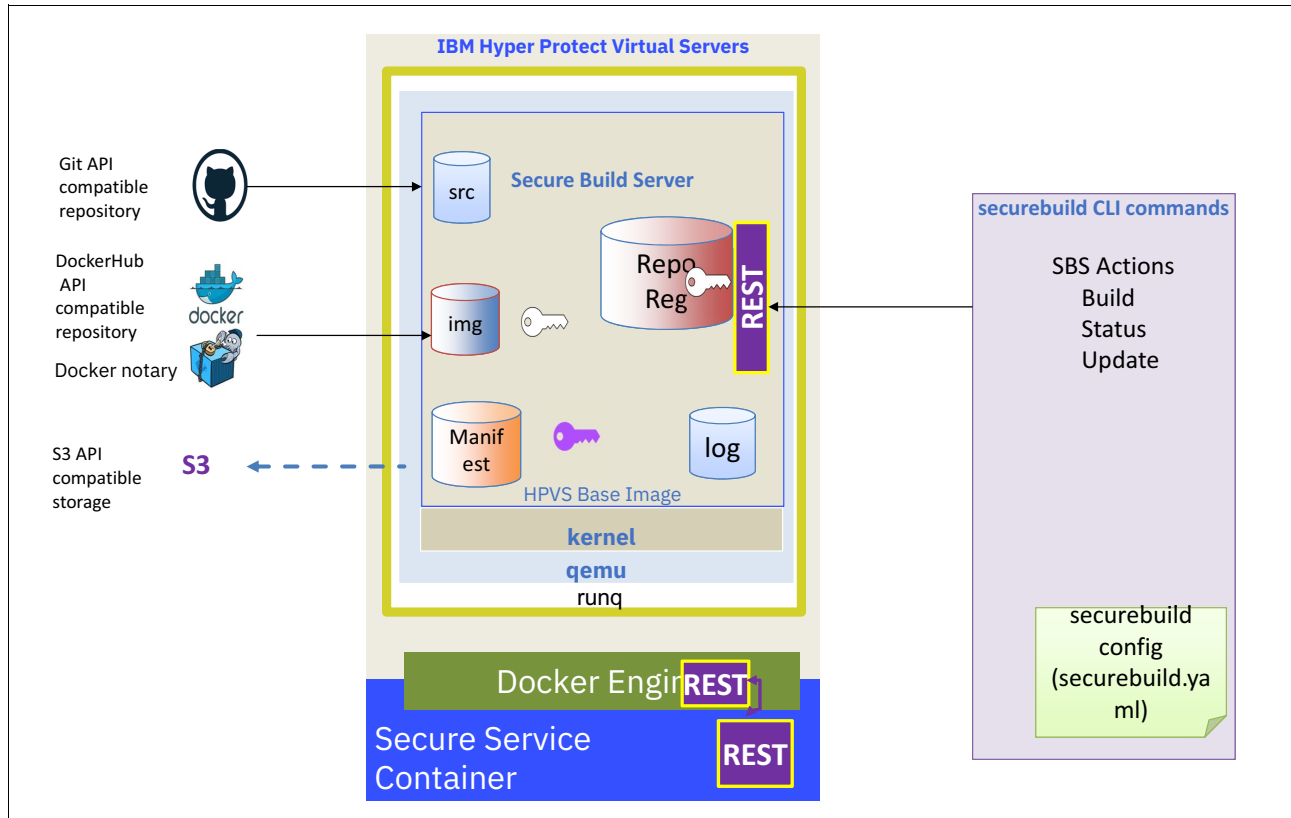 IBM Hyper Protect Virtual Servers
Git API
compatible
repository
DockerHub
API
compatible
repository
docker
Docker notary
S3 API
compatible
storage
S3
src
Secure Build Server
Repo
Reg
REST
img
Manif
est
log
HPVS Base Image
kernel
qemu
runq
Docker Engin
REST
Secure Service
Container
REST
securebuild CLI commands
SBS Actions
Build
Status
Update
securebuild
config
(securebuild.ya
ml)